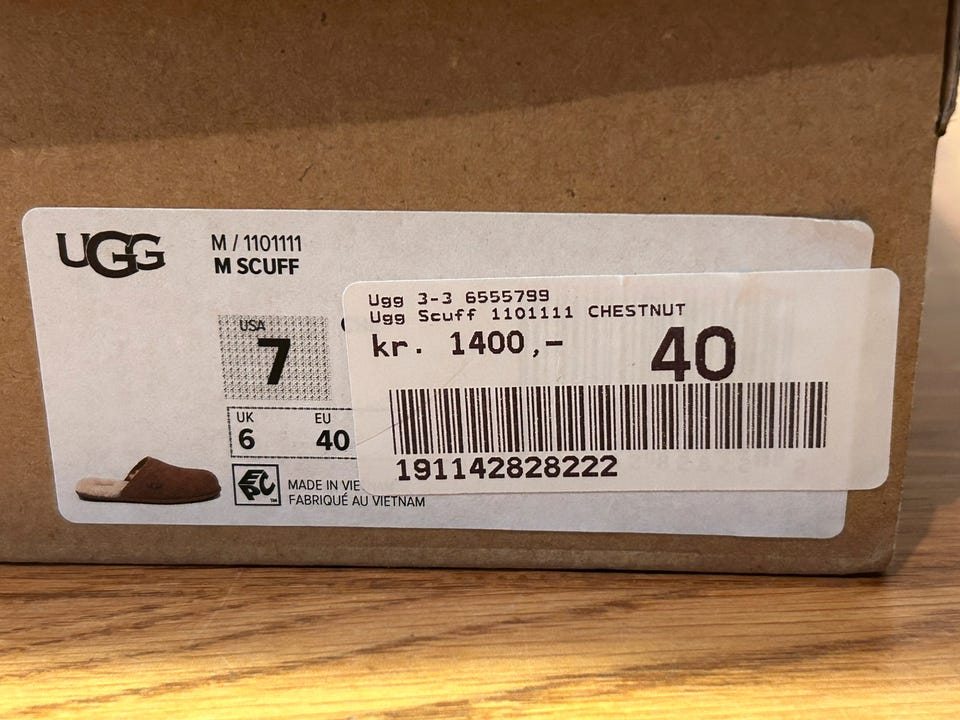 UGG
M / 1101111
M SCUFF
USA
7
UK
6
EU
40
EPC
MADE IN VIE
FABRIQUÉ AU VIETNAM
Ugg 3-3 6555799
Ugg Scuff 1101111 CHESTNUT
kr. 1400,- 40
191142828222